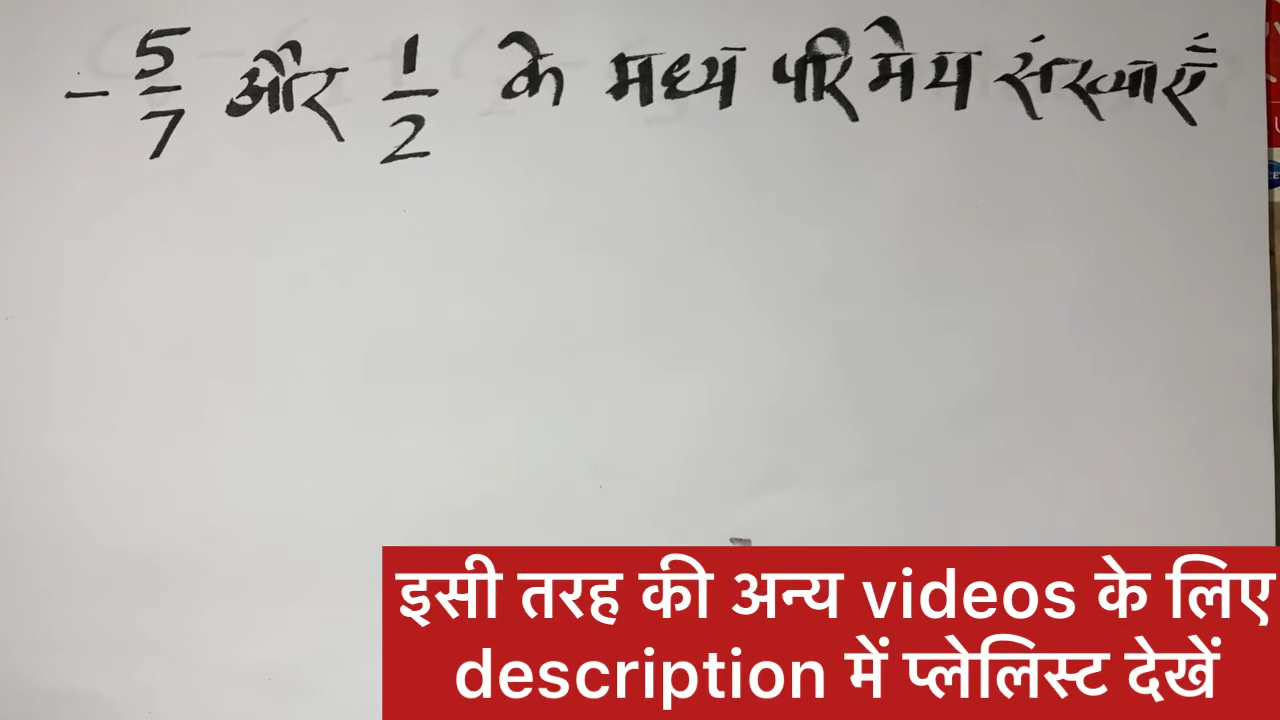 -5/7 और 1/2 के मध्य परिमेय संख्याएँ
इसी तरह की अन्य videos के लिए
description में प्लेलिस्ट देखें